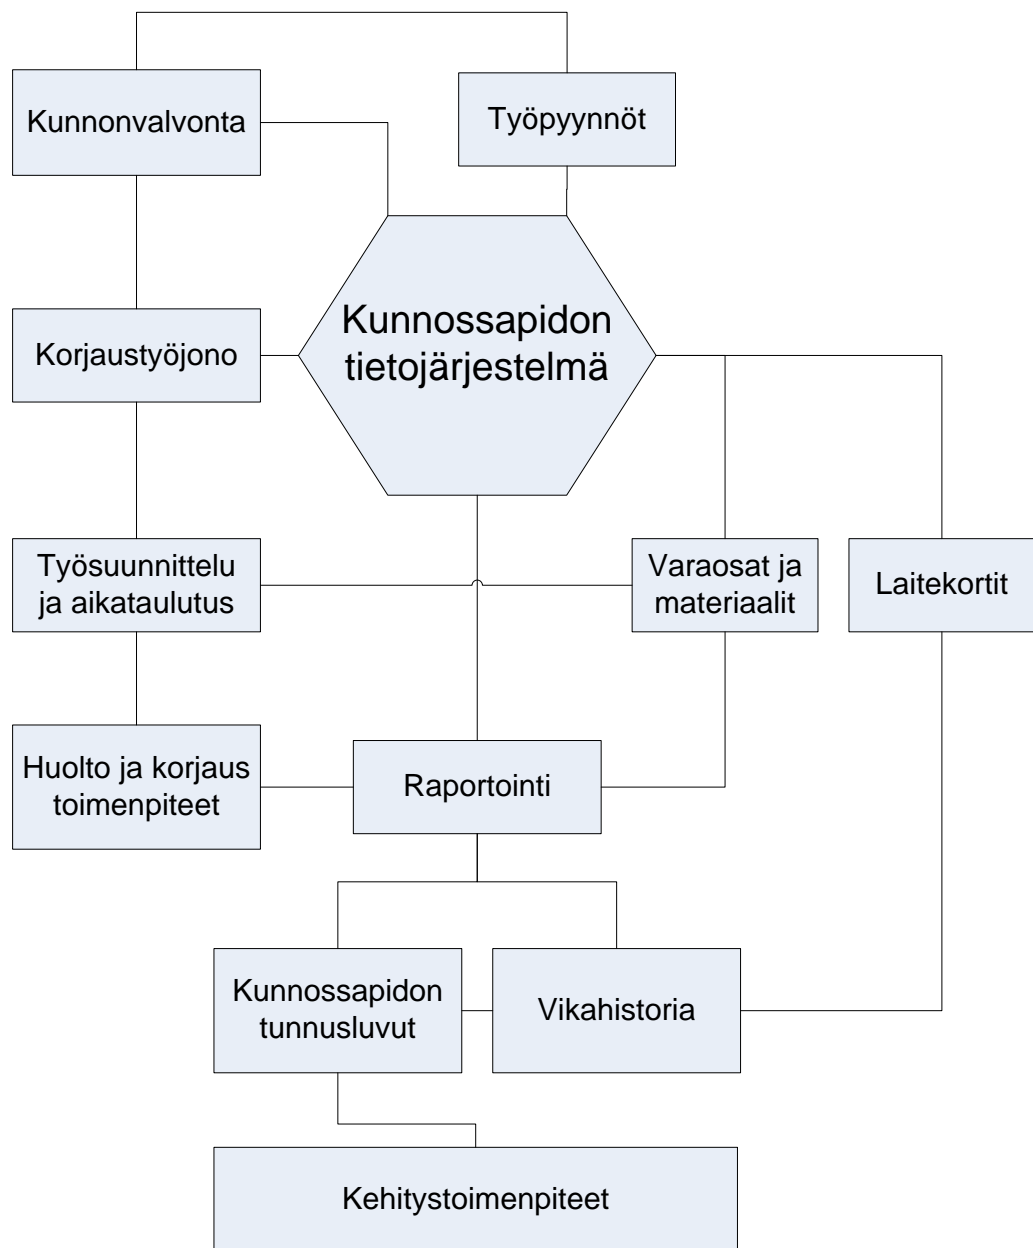 Kunnonvalvonta
Työpyynnöt
Kunnossapidon
tietojärjestelmä
Korjaustyöjono
Työsuunnittelu
ja aikataulutus
Varaosat ja
materiaalit
Laitekortit
Huolto ja korjaus
toimenpiteet
Raportointi
Kunnossapidon
tunnusluvut
Vikahistoria
Kehitystoimenpiteet